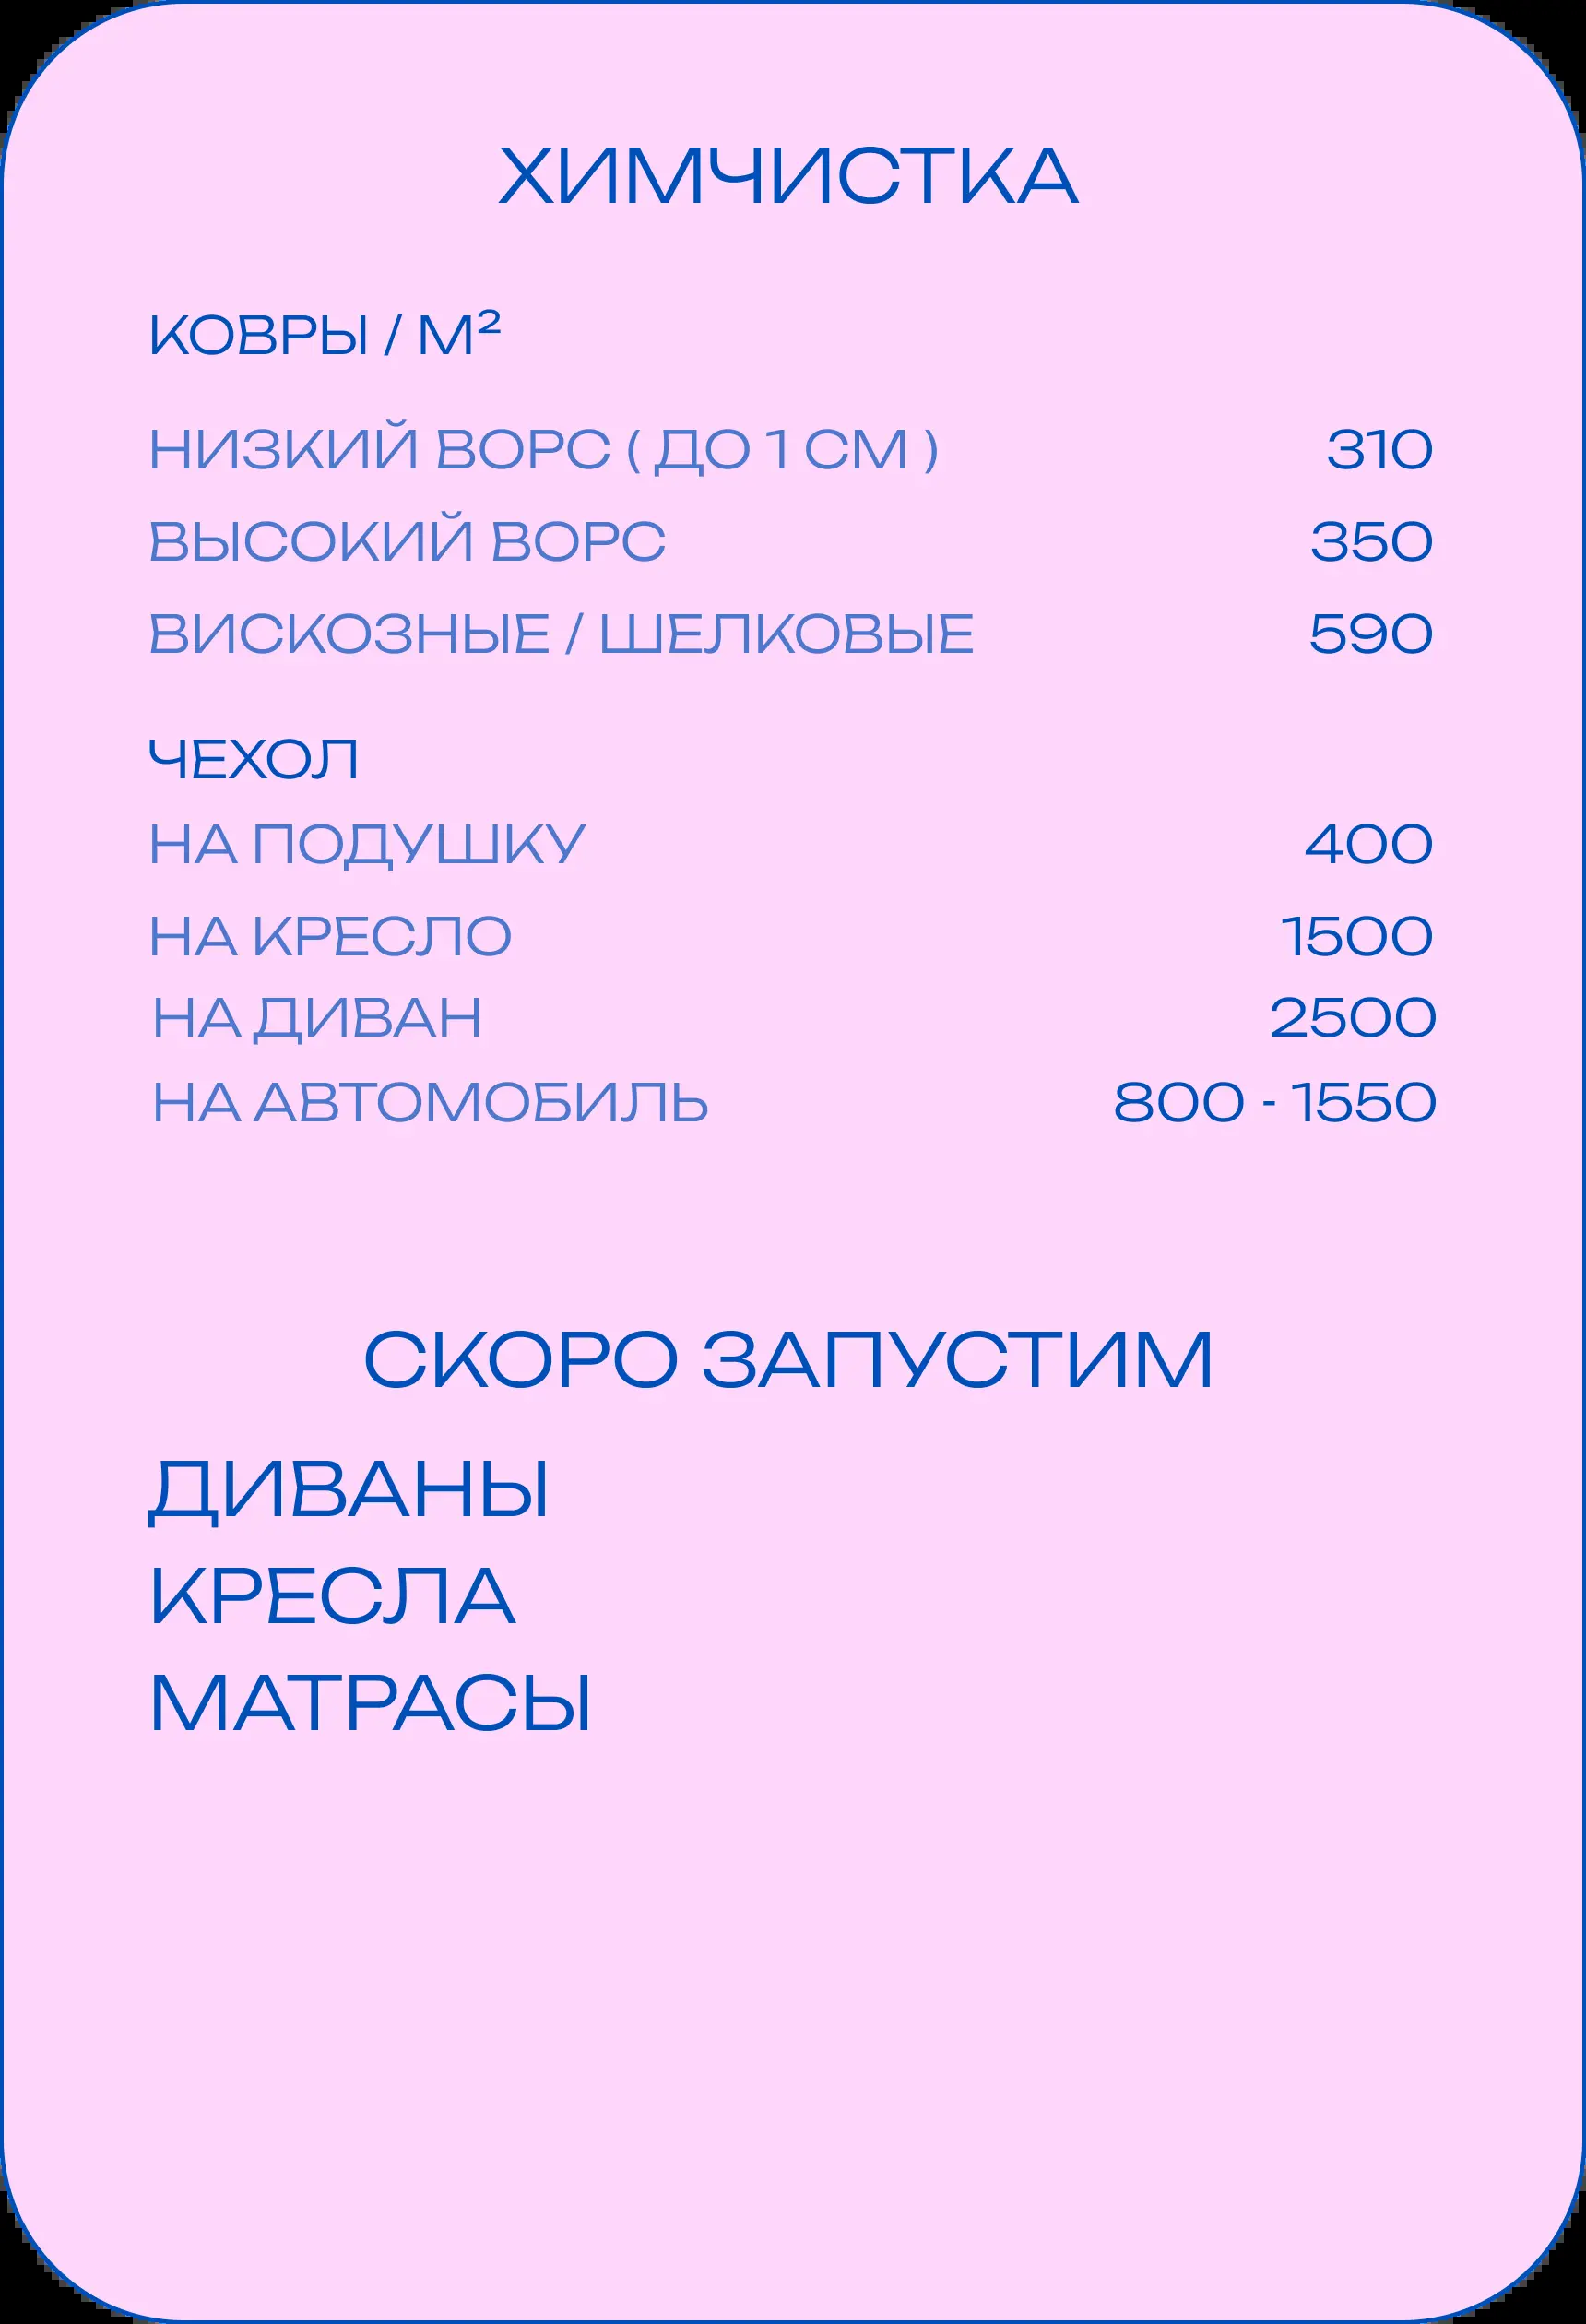 ХИМЧИСТКА
КОВРЫ / М²
НИЗКИЙ ВОРС ( ДО 1 СМ ) 310
ВЫСОКИЙ ВОРС 350
ВИСКОЗНЫЕ / ШЕЛКОВЫЕ 590
ЧЕХОЛ
НА ПОДУШКУ 400
НА КРЕСЛО 1500
НА ДИВАН 2500
НА АВТОМОБИЛЬ 800 - 1550
СКОРО ЗАПУСТИМ
ДИВАНЫ
КРЕСЛА
МАТРАСЫ